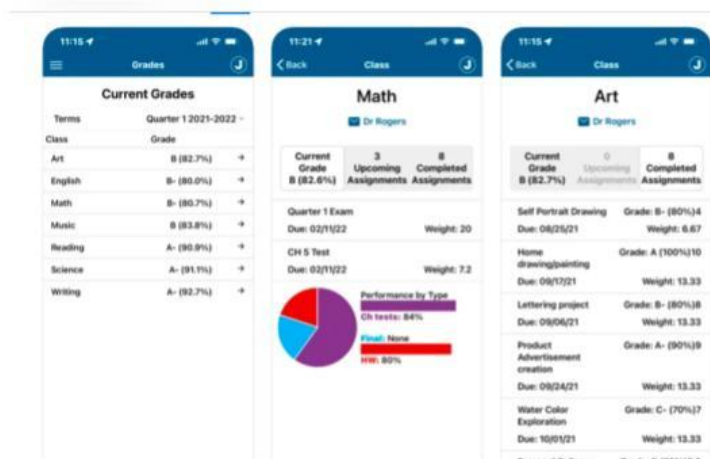 11:15
Grades
J
Current Grades
Terms Quarter 1 2021-2022
Class Grade
Art B (82.7%)
English B- (80.0%)
Math B- (80.7%)
Music B (83.8%)
Reading A- (90.9%)
Science A- (91.1%)
Writing A- (92.7%)
11:21
Back Class J
Math
Dr Rogers
Current Grade B (82.6%)
3 Upcoming Assignments
8 Completed Assignments
Quarter 1 Exam
Due: 02/11/22 Weight: 20
CH 5 Test
Due: 02/11/22 Weight: 7.2
Performance by Type
Ch tests: 84%
Final: None
HW: 80%
11:15
Back Class J
Art
Dr Rogers
Current Grade B (82.7%)
0 Upcoming Assignments
8 Completed Assignments
Self Portrait Drawing Grade: B- (80%)4
Due: 08/25/21 Weight: 6.67
Home drawing/painting Grade: A (100%)10
Due: 09/17/21 Weight: 13.33
Lettering project Grade: B- (80%)8
Due: 09/06/21 Weight: 13.33
Product Advertisement creation Grade: A- (90%)9
Due: 09/24/21 Weight: 13.33
Water Color Exploration Grade: C- (70%)7
Due: 10/01/21 Weight: 13.33